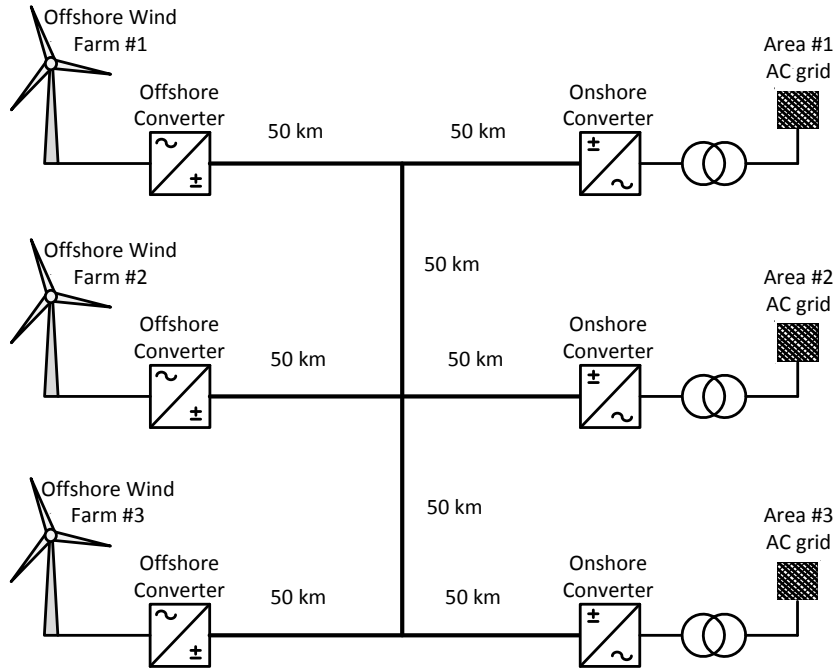 Offshore Wind
Farm #1
Offshore
Converter
50 km
50 km
Onshore
Converter
Area #1
AC grid
~
±
±
~
50 km
Offshore Wind
Farm #2
Offshore
Converter
50 km
50 km
Onshore
Converter
Area #2
AC grid
~
±
±
~
50 km
Offshore Wind
Farm #3
Offshore
Converter
50 km
50 km
Onshore
Converter
Area #3
AC grid
~
±
±
~